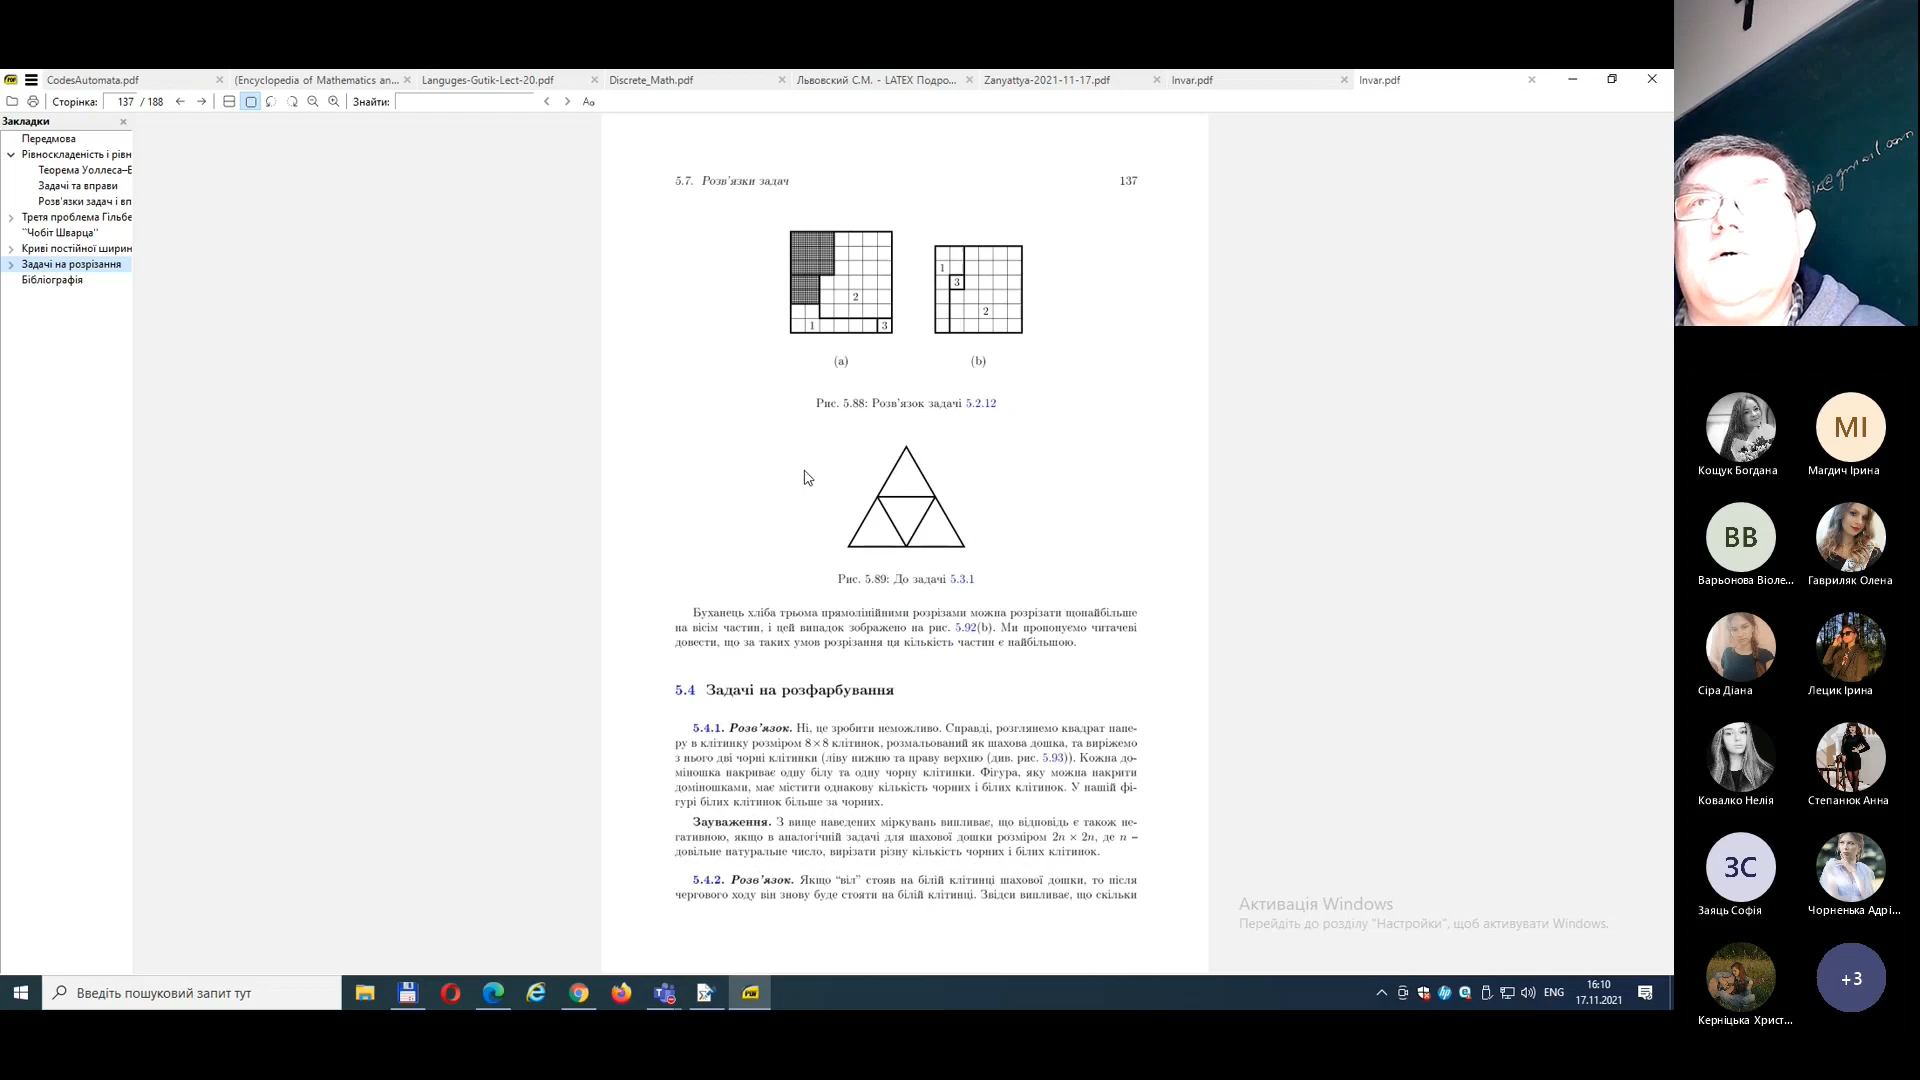 CodesAutomata.pdf
(Encyclopedia of Mathematics an...
Languges-Gutik-Lect-20.pdf
Discrete_Math.pdf
Львовский С.М. - LATEX Подро...
Zanyattya-2021-11-17.pdf
Invar.pdf
Invar.pdf
Сторінка: 137 / 188
Знайти:
Закладки
Передмова
Рівноскладеність і рівн
Теорема Уоллеса–Б
Задачі та вправи
Розв'язки задач і вп
Третя проблема Гільбе
``Чобіт Шварца''
Криві постійної ширин
Задачі на розрізання
Бібліографія
5.7. Розв'язки задач 137
2
1
3
1
3
2
(a)
(b)
Рис. 5.88: Розв'язок задачі 5.2.12
Рис. 5.89: До задачі 5.3.1
Буханець хліба трьома прямолінійними розрізами можна розрізати щонайбільше
на вісім частин, і цей випадок зображено на рис. 5.92(b). Ми пропонуємо читачеві
довести, що за таких умов розрізання ця кількість частин є найбільшою.
5.4 Задачі на розфарбування
5.4.1. Розв'язок. Ні, це зробити неможливо. Справді, розглянемо квадрат папе-
ру в клітинку розміром 8×8 клітинок, розмальований як шахова дошка, та виріжемо
з нього дві чорні клітинки (ліву нижню та праву верхню (див. рис. 5.93)). Кожна до-
міношка накриває одну білу та одну чорну клітинки. Фігура, яку можна накрити
доміношками, має містити однакову кількість чорних і білих клітинок. У нашій фі-
гурі білих клітинок більше за чорних.
Зауваження. З вище наведених міркувань випливає, що відповідь є також не-
гативною, якщо в аналогічній задачі для шахової дошки розміром 2n × 2n, де n –
довільне натуральне число, вирізати різну кількість чорних і білих клітинок.
5.4.2. Розв'язок. Якщо “віл” стояв на білій клітинці шахової дошки, то після
чергового ходу він знову буде стояти на білій клітинці. Звідси випливає, що скільки
Активація Windows
Перейдіть до розділу "Настройки", щоб активувати Windows.
Введіть пошуковий запит тут
ENG
16:10
17.11.2021
@gmail.com
Кощук Богдана
МІ
Магдич Ірина
ВВ
Варьонова Віоле...
Гавриляк Олена
Сіра Діана
Лецик Ірина
Ковалко Нелія
Степанюк Анна
ЗС
Заяць Софія
Чорненька Адрі...
Керніцька Христ...
+3